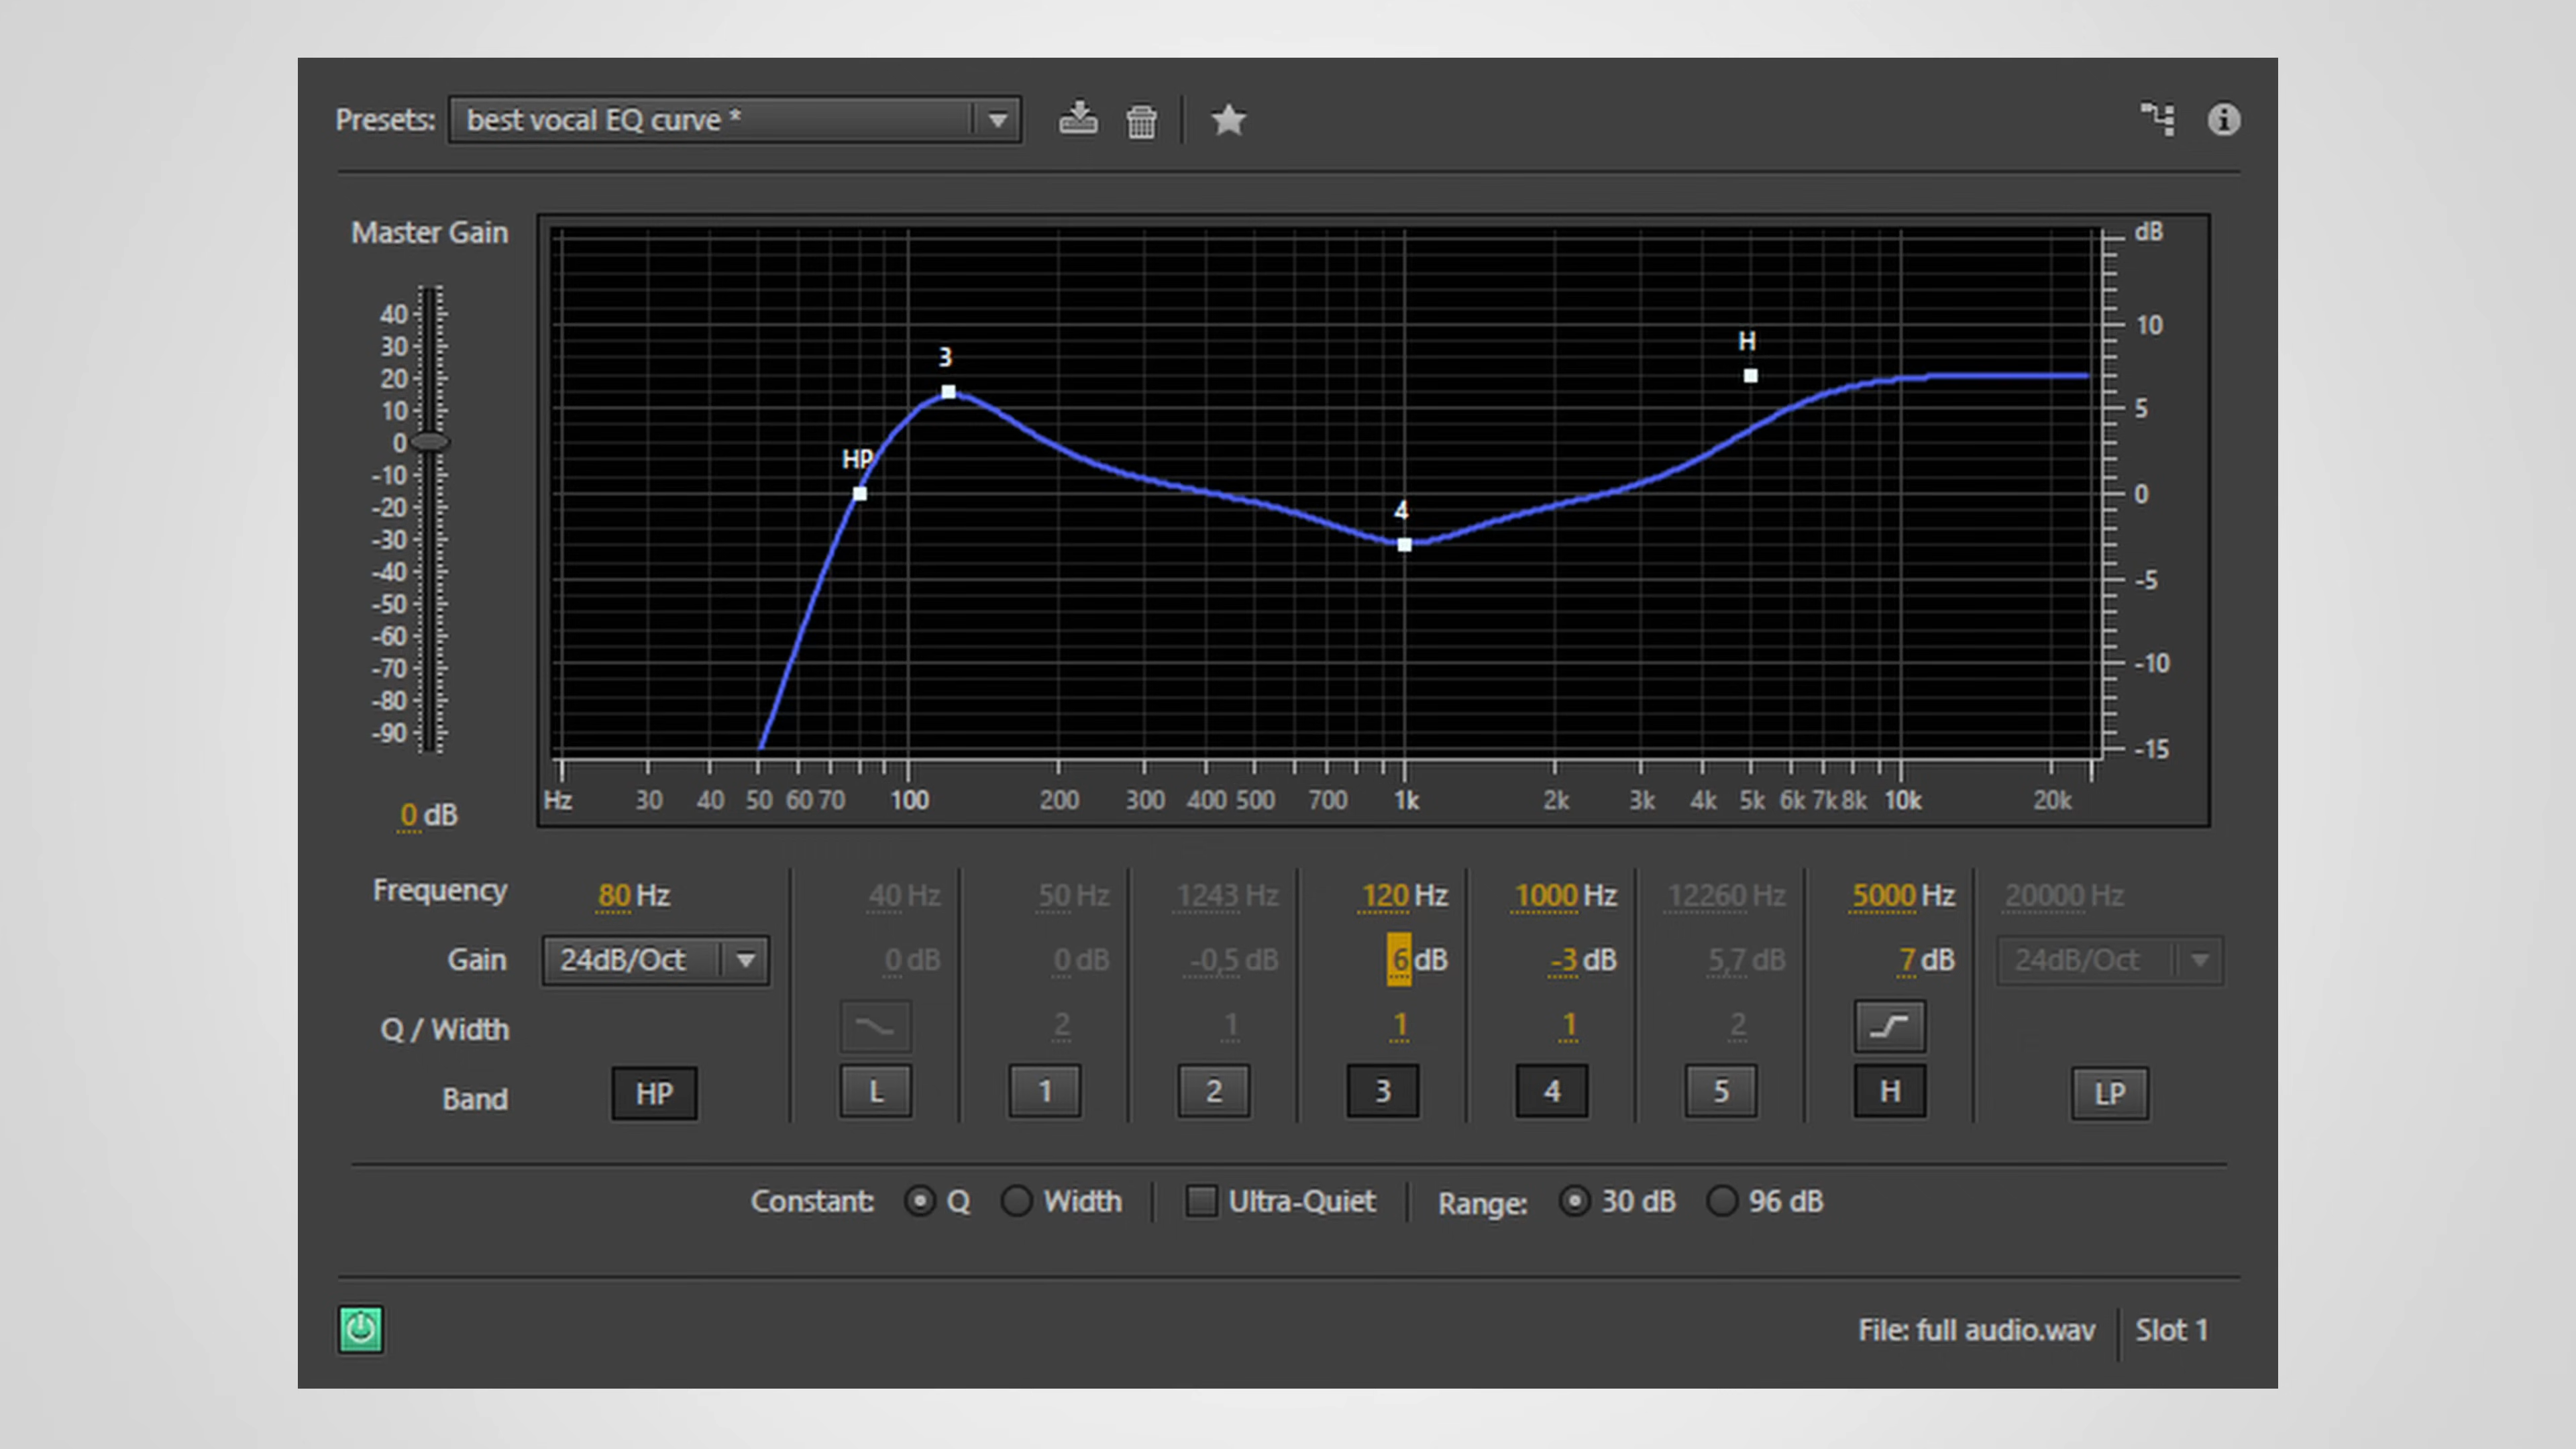 Presets: best vocal EQ curve *
Master Gain
dB
40
30
20
10
0
-10
-20
-30
-40
-50
-60
-70
-80
-90
0 dB
3
H
HP
4
10
5
0
-5
-10
-15
Hz 30 40 50 60 70 100 200 300 400 500 700 1k 2k 3k 4k 5k 6k 7k 8k 10k 20k
Frequency 80 Hz 40 Hz 50 Hz 1243 Hz 120 Hz 1000 Hz 12260 Hz 5000 Hz 20000 Hz
Gain 24dB/Oct 0 dB 0 dB -0,5 dB 6 dB -3 dB 5,7 dB 7 dB 24dB/Oct
Q / Width 2 1 1 1 2
Band HP L 1 2 3 4 5 H LP
Constant: Q Width Ultra-Quiet Range: 30 dB 96 dB
File: full audio.wav Slot 1